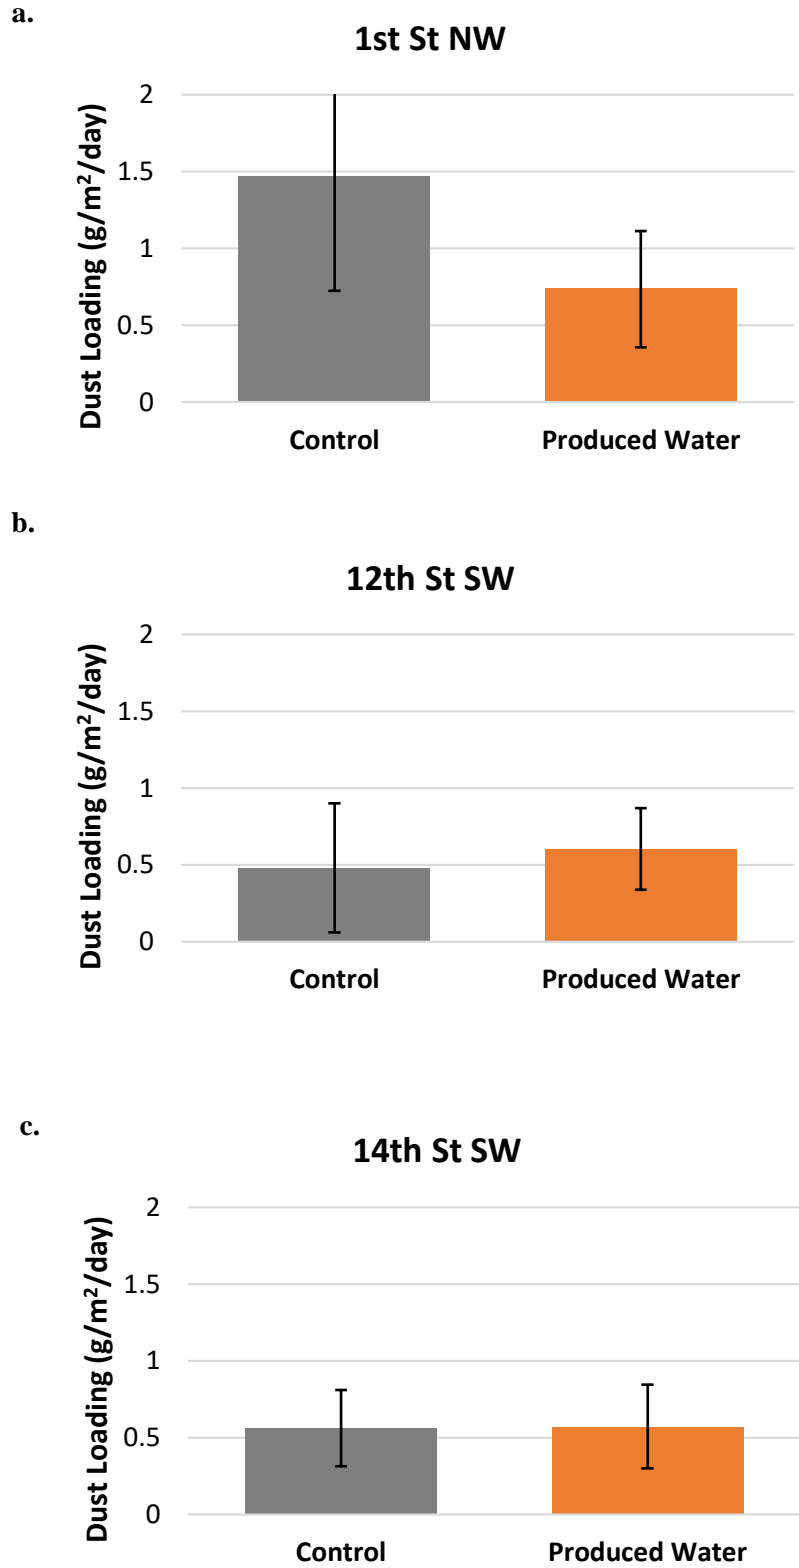 a.
1st St NW
Dust Loading (g/m²/day)
2
1.5
1
0.5
0
Control Produced Water
b.
12th St SW
Dust Loading (g/m²/day)
2
1.5
1
0.5
0
Control Produced Water
c.
14th St SW
Dust Loading (g/m²/day)
2
1.5
1
0.5
0
Control Produced Water